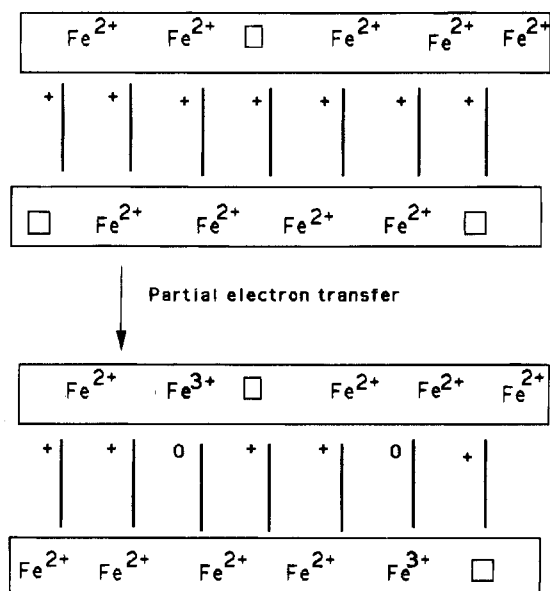 Fe2+ Fe2+ □ Fe2+ Fe2+ Fe2+
+ + + + + + +
□ Fe2+ Fe2+ Fe2+ Fe2+ □
Partial electron transfer
Fe2+ Fe3+ □ Fe2+ Fe2+ Fe2+
+ + 0 + + 0 +
Fe2+ Fe2+ Fe2+ Fe2+ Fe3+ □